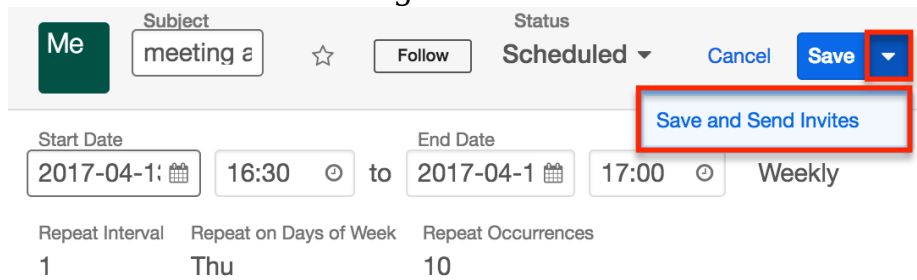 Subject Status
Me meeting a Follow Scheduled Cancel Save
Save and Send Invites
Start Date End Date
2017-04-1 16:30 to 2017-04-1 17:00 Weekly
Repeat Interval Repeat on Days of Week Repeat Occurrences
1 Thu 10